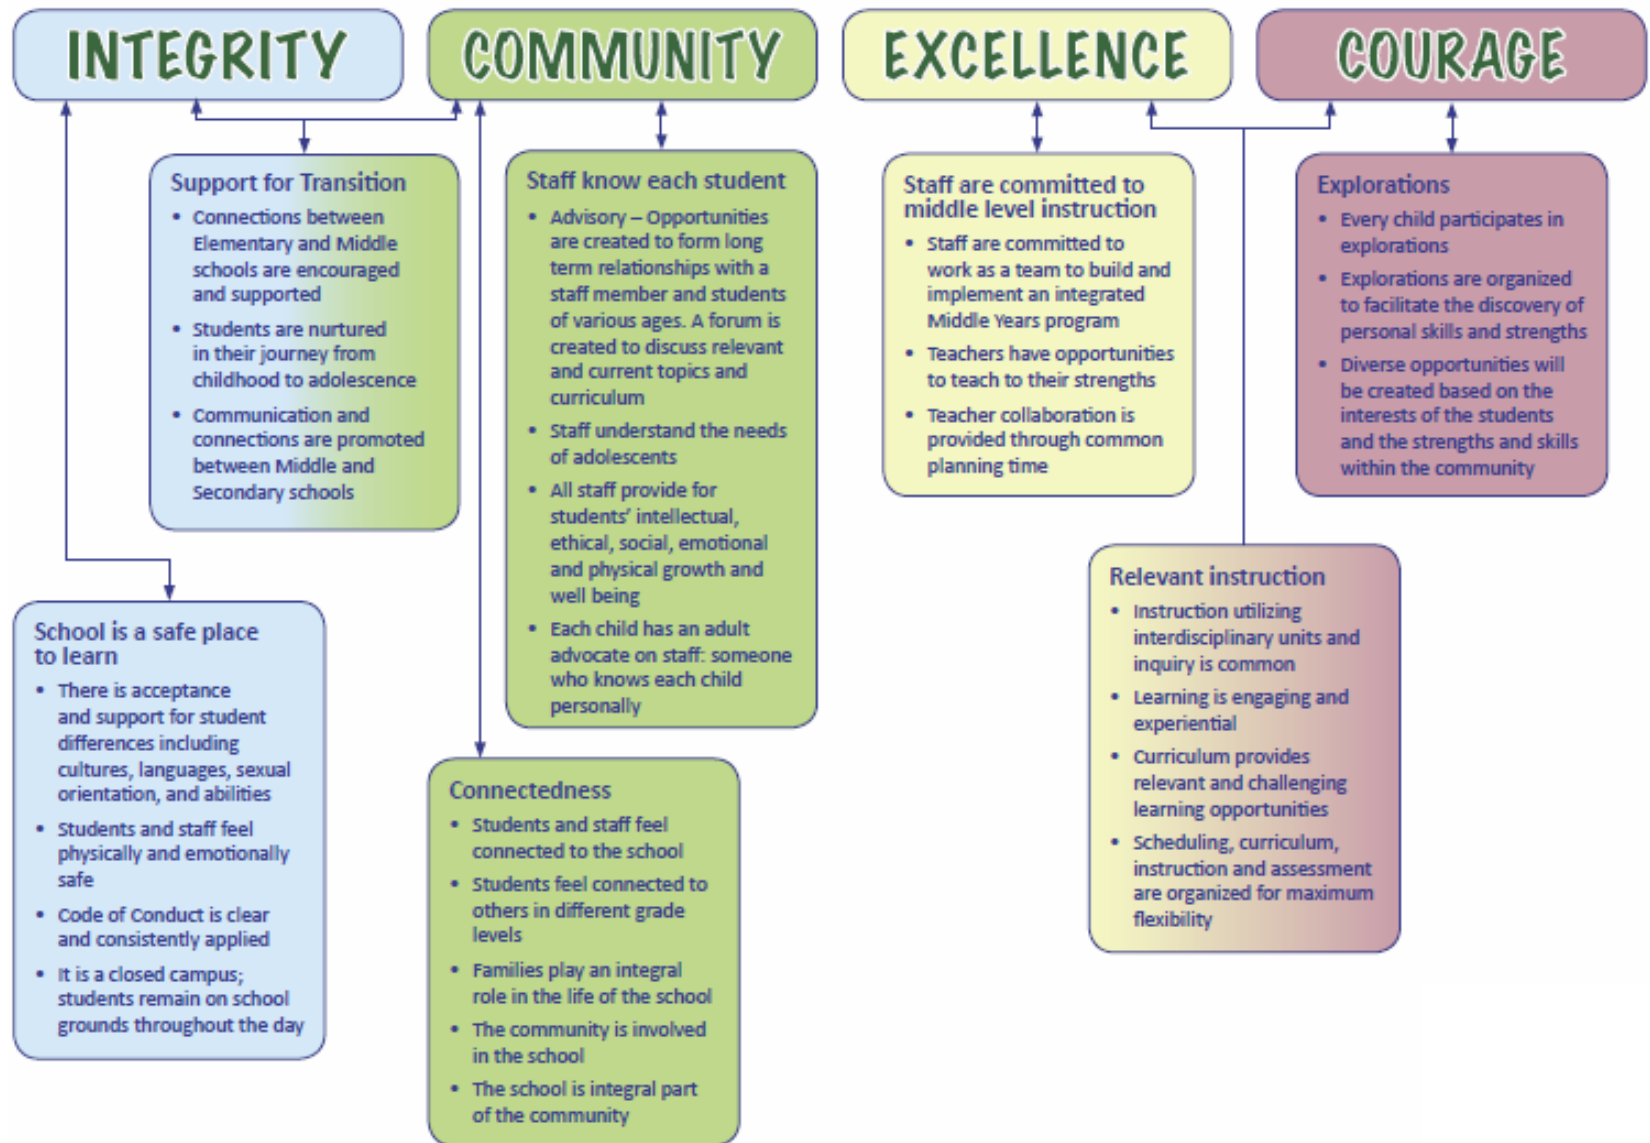 INTEGRITY
COMMUNITY
EXCELLENCE
COURAGE
Support for Transition
• Connections between
Elementary and Middle
schools are encouraged
and supported
• Students are nurtured
in their journey from
childhood to adolescence
• Communication and
connections are promoted
between Middle and
Secondary schools
School is a safe place
to learn
• There is acceptance
and support for student
differences including
cultures, languages, sexual
orientation, and abilities
• Students and staff feel
physically and emotionally
safe
• Code of Conduct is clear
and consistently applied
• It is a closed campus;
students remain on school
grounds throughout the day
Staff know each student
• Advisory – Opportunities
are created to form long
term relationships with a
staff member and students
of various ages. A forum is
created to discuss relevant
and current topics and
curriculum
• Staff understand the needs
of adolescents
• All staff provide for
students' intellectual,
ethical, social, emotional
and physical growth and
well being
• Each child has an adult
advocate on staff: someone
who knows each child
personally
Connectedness
• Students and staff feel
connected to the school
• Students feel connected to
others in different grade
levels
• Families play an integral
role in the life of the school
• The community is involved
in the school
• The school is integral part
of the community
Staff are committed to
middle level instruction
• Staff are committed to
work as a team to build and
implement an integrated
Middle Years program
• Teachers have opportunities
to teach to their strengths
• Teacher collaboration is
provided through common
planning time
Explorations
• Every child participates in
explorations
• Explorations are organized
to facilitate the discovery of
personal skills and strengths
• Diverse opportunities will
be created based on the
interests of the students
and the strengths and skills
within the community
Relevant instruction
• Instruction utilizing
interdisciplinary units and
inquiry is common
• Learning is engaging and
experiential
• Curriculum provides
relevant and challenging
learning opportunities
• Scheduling, curriculum,
instruction and assessment
are organized for maximum
flexibility